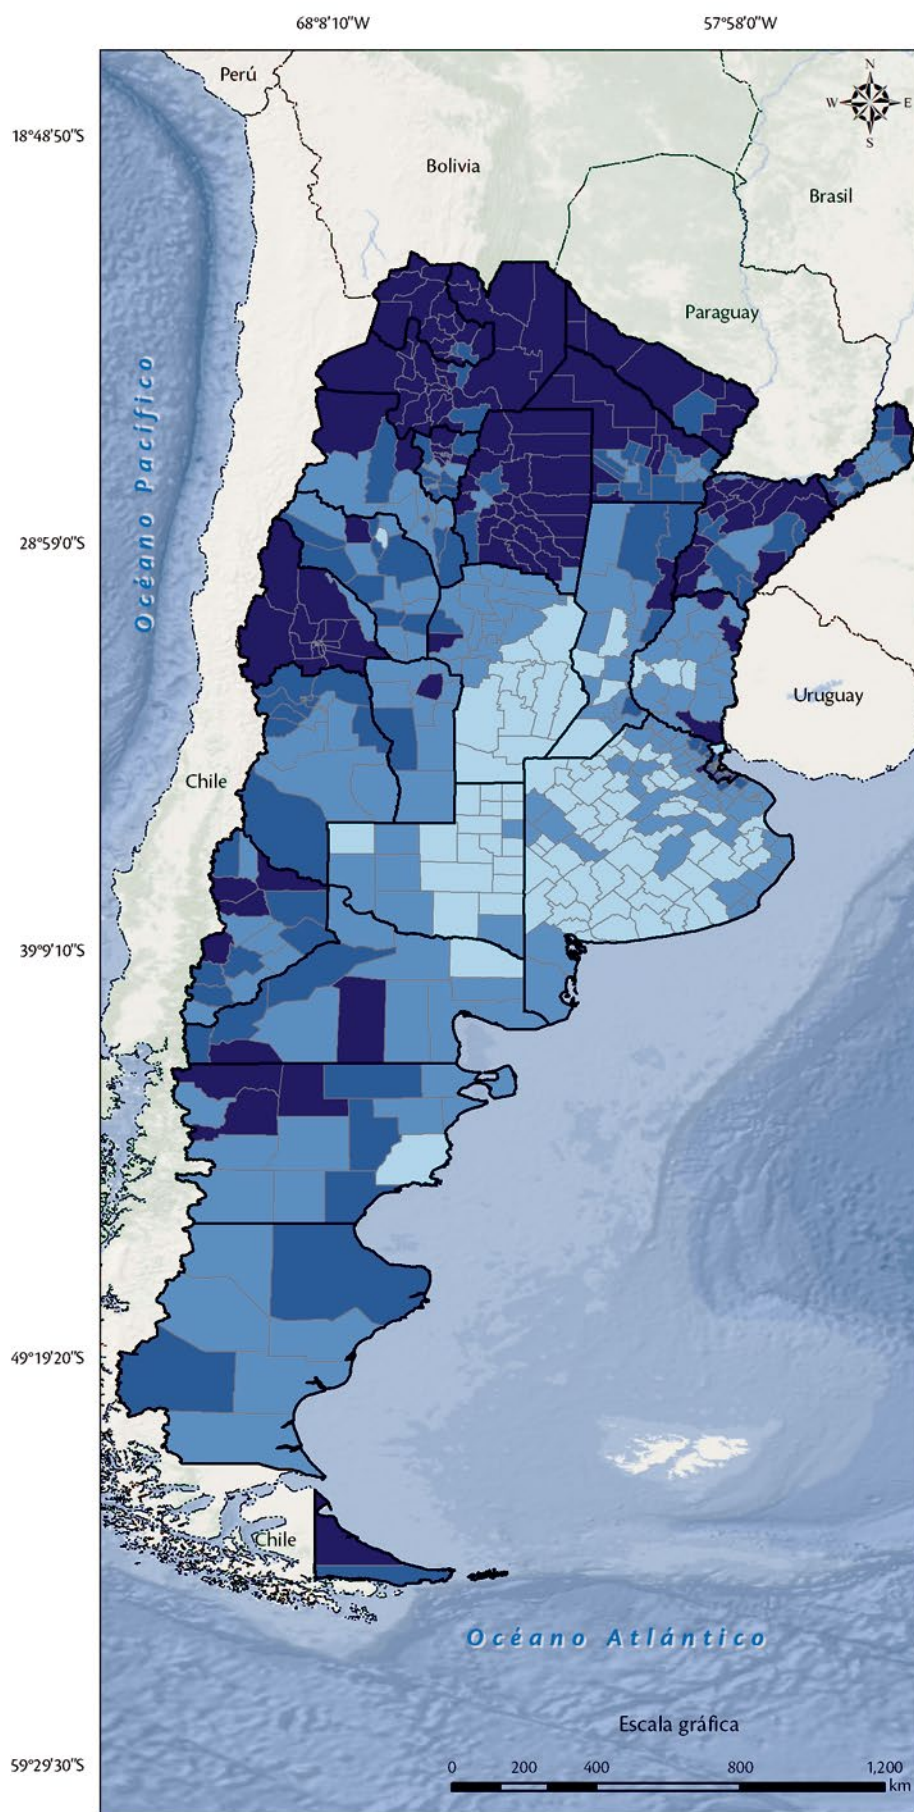 68°8'10"W
57°58'0"W
Perú
N
W
E
S
18°48'50"S
Bolivia
Brasil
Paraguay
Océano Pacífico
28°59'0"S
Uruguay
Chile
39°9'10"S
49°19'20"S
Chile
Océano Atlántico
Escala gráfica
59°29'30"S
0 200 400 800 1,200
km